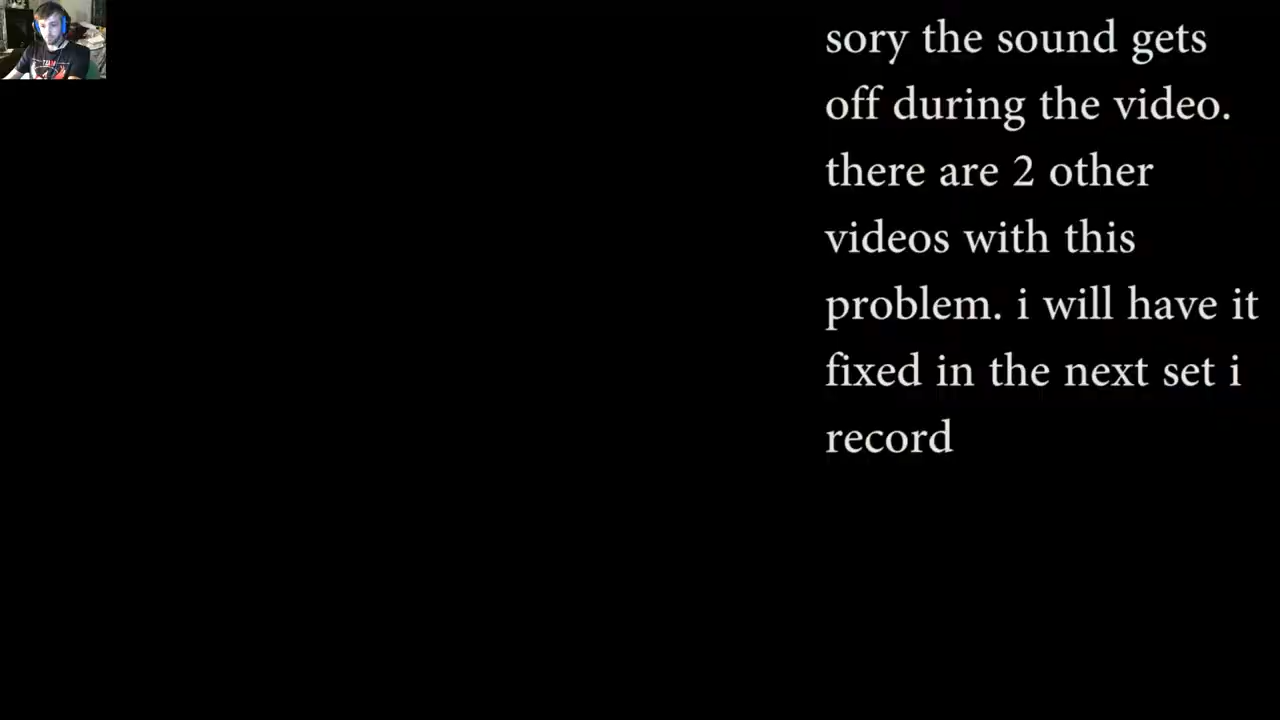 sory the sound gets
off during the video.
there are 2 other
videos with this
problem. i will have it
fixed in the next set i
record